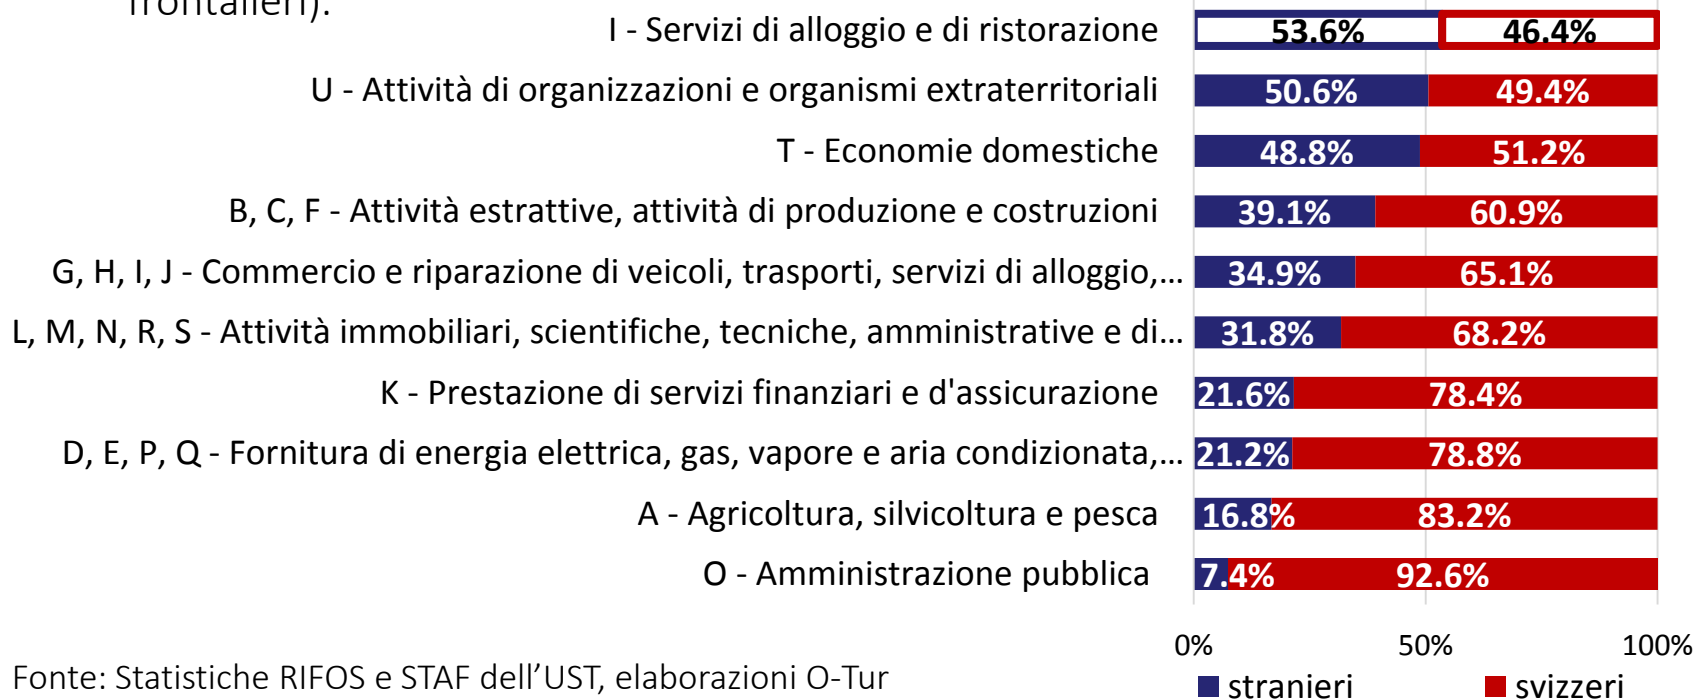 frontalieri).
I - Servizi di alloggio e di ristorazione 53.6% 46.4%
U - Attività di organizzazioni e organismi extraterritoriali 50.6% 49.4%
T - Economie domestiche 48.8% 51.2%
B, C, F - Attività estrattive, attività di produzione e costruzioni 39.1% 60.9%
G, H, I, J - Commercio e riparazione di veicoli, trasporti, servizi di alloggio,... 34.9% 65.1%
L, M, N, R, S - Attività immobiliari, scientifiche, tecniche, amministrative e di... 31.8% 68.2%
K - Prestazione di servizi finanziari e d'assicurazione 21.6% 78.4%
D, E, P, Q - Fornitura di energia elettrica, gas, vapore e aria condizionata,... 21.2% 78.8%
A - Agricoltura, silvicoltura e pesca 16.8% 83.2%
O - Amministrazione pubblica 7.4% 92.6%
0% 50% 100%
Fonte: Statistiche RIFOS e STAF dell’UST, elaborazioni O-Tur
stranieri svizzeri